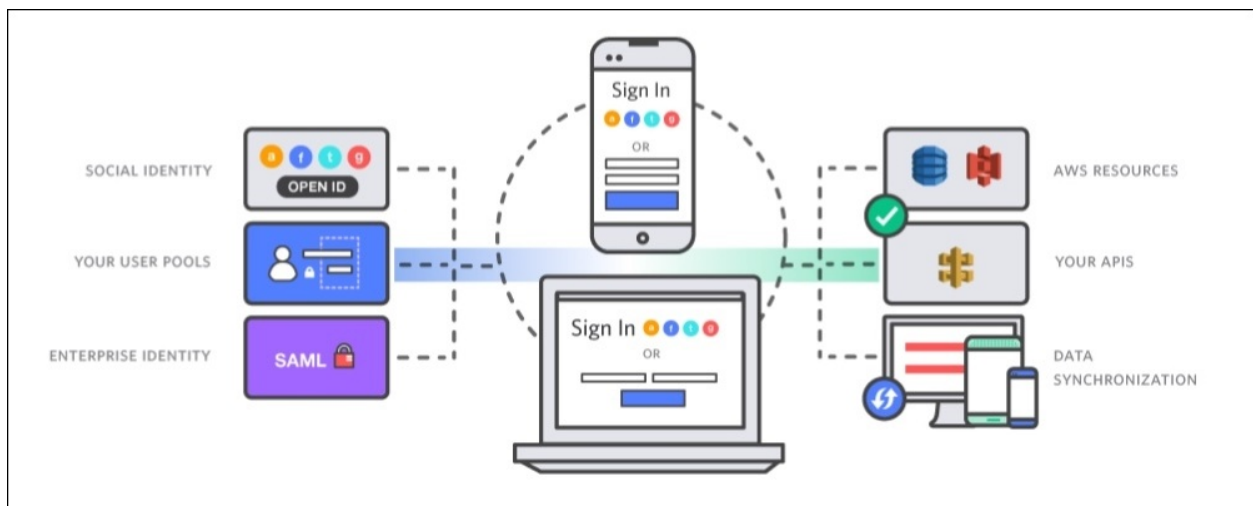 SOCIAL IDENTITY
a f t g
OPEN ID
YOUR USER POOLS
ENTERPRISE IDENTITY
SAML
Sign In
a f t g
OR
Sign In a f t g
OR
AWS RESOURCES
YOUR APIS
DATA
SYNCHRONIZATION